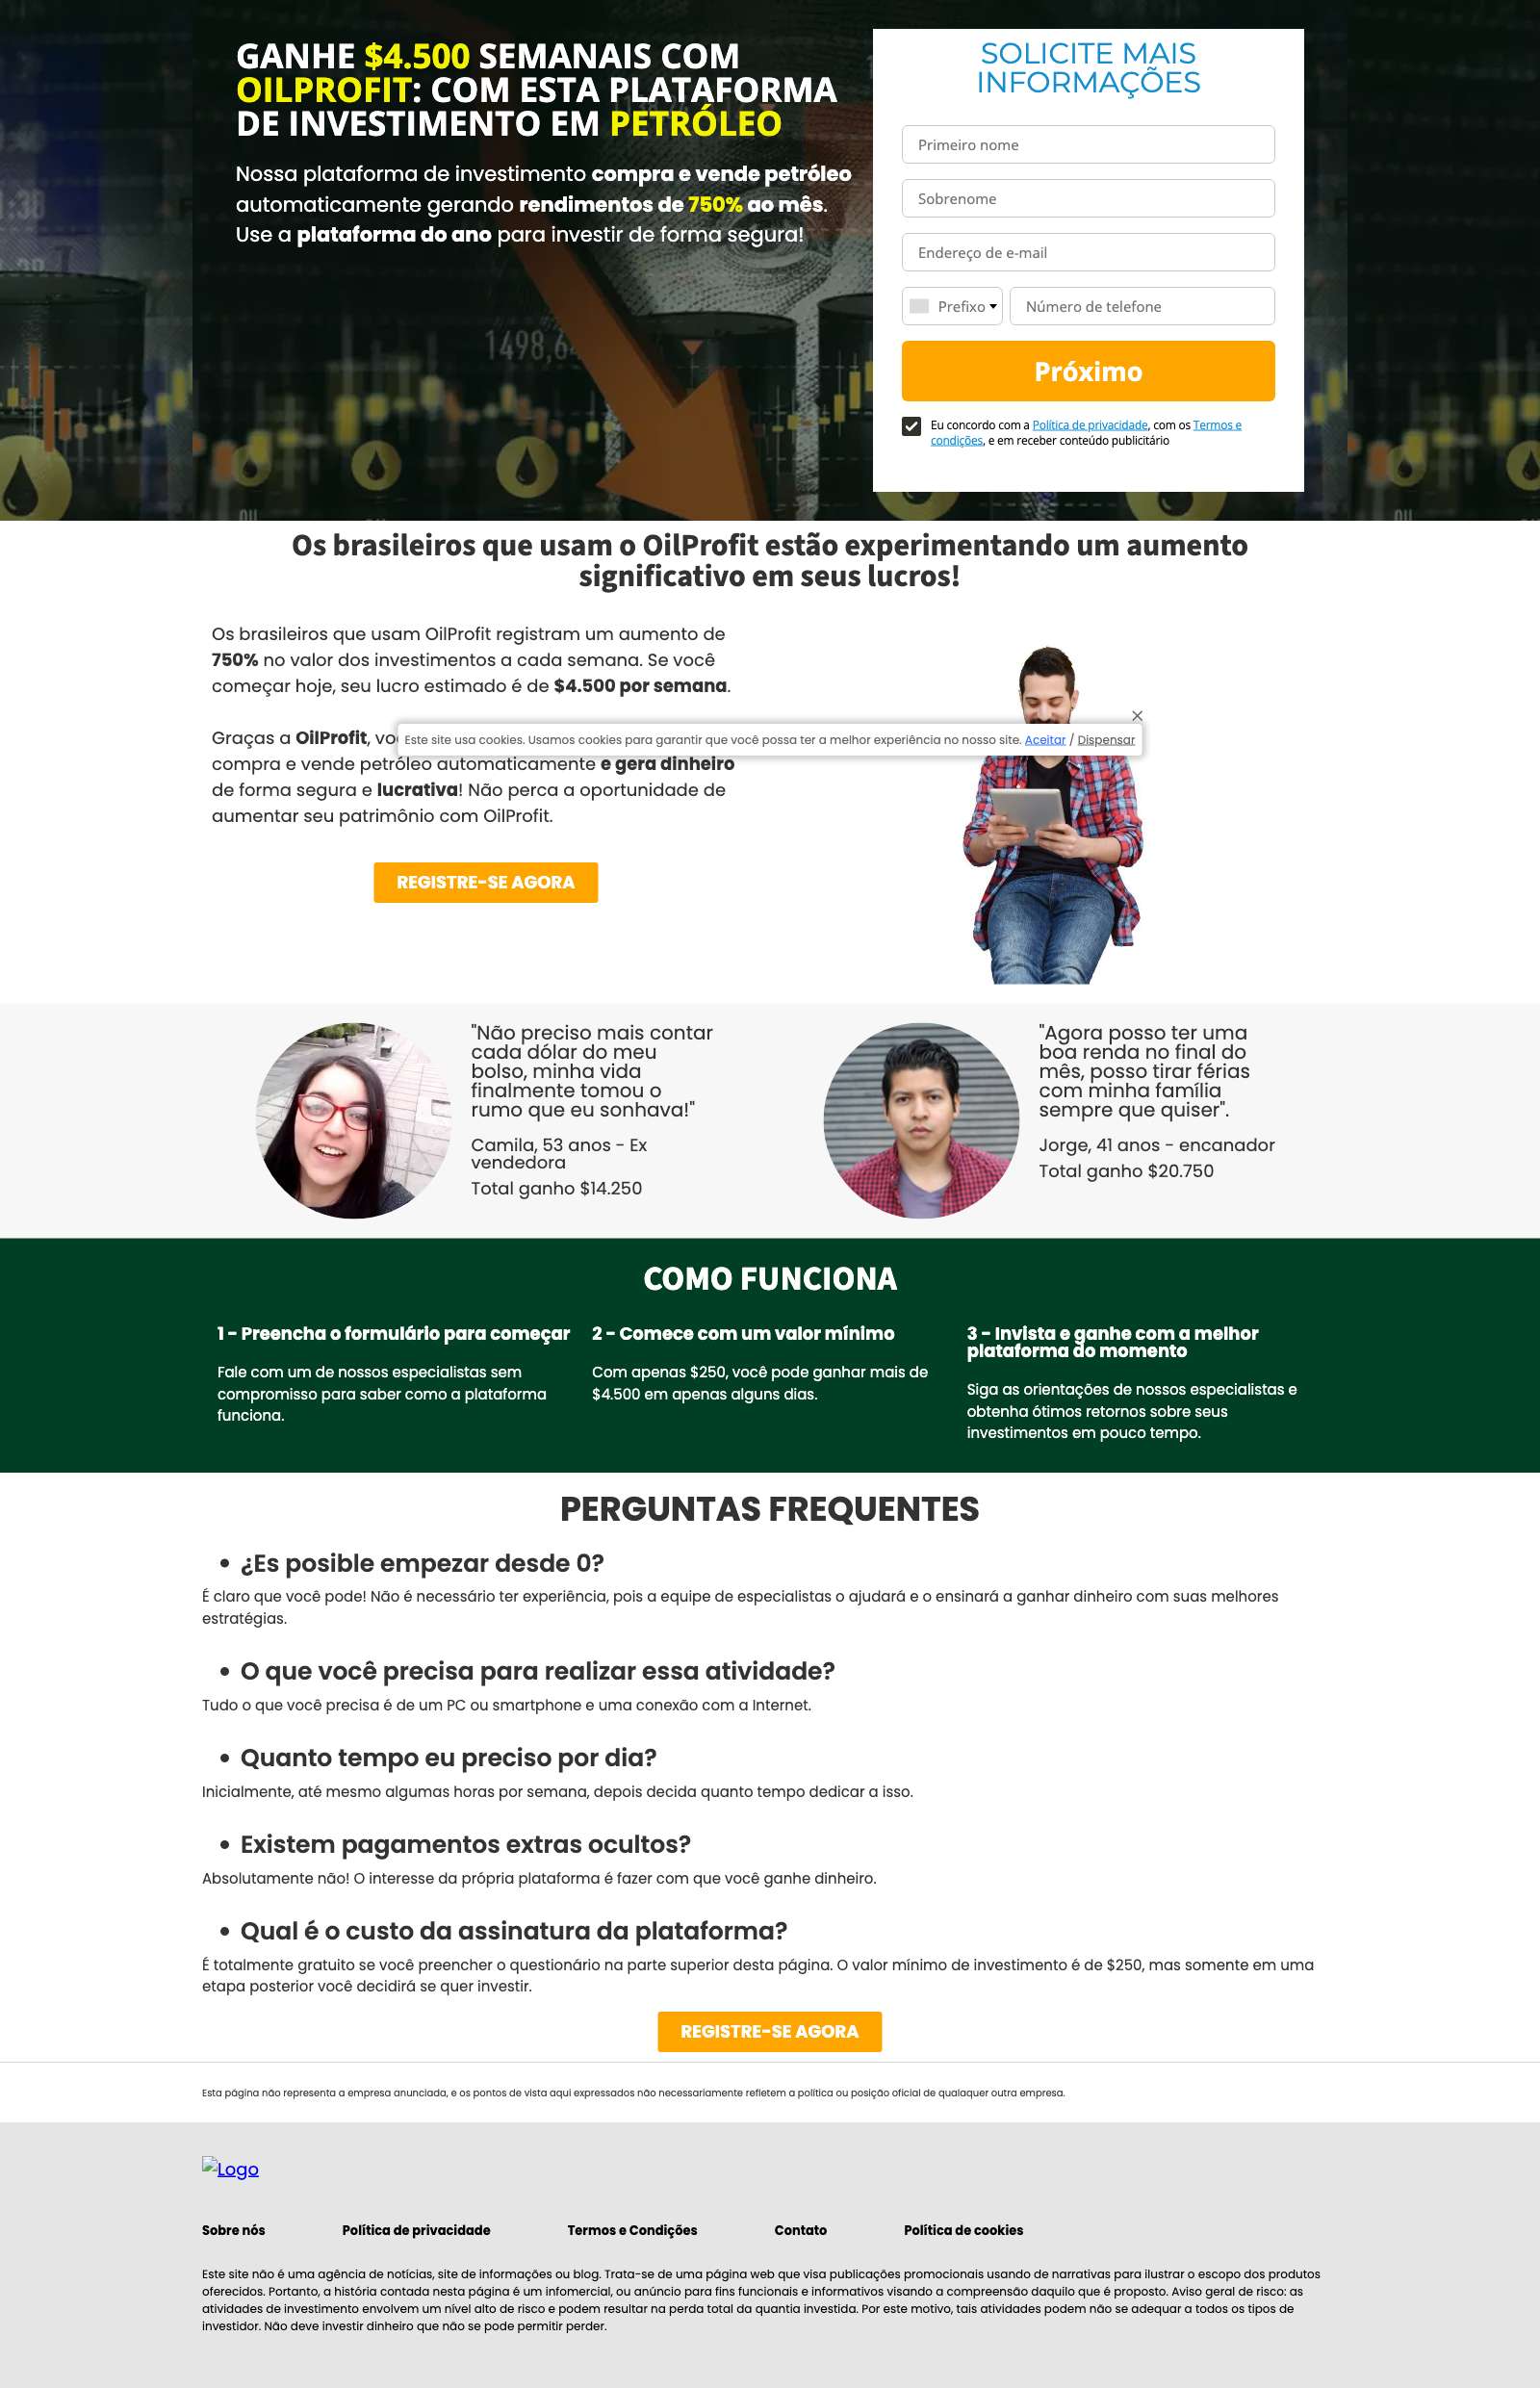 GANHE $4.500 SEMANAIS COM
OILPROFIT: COM ESTA PLATAFORMA
DE INVESTIMENTO EM PETRÓLEO
Nossa plataforma de investimento compra e vende petróleo
automaticamente gerando rendimentos de 750% ao mês.
Use a plataforma do ano para investir de forma segura!
1498,64
SOLICITE MAIS
INFORMAÇÕES
Primeiro nome
Sobrenome
Endereço de e-mail
Prefixo
Número de telefone
Próximo
Eu concordo com a Política de privacidade, com os Termos e
condições, e em receber conteúdo publicitário
Os brasileiros que usam o OilProfit estão experimentando um aumento
significativo em seus lucros!
Os brasileiros que usam OilProfit registram um aumento de
750% no valor dos investimentos a cada semana. Se você
começar hoje, seu lucro estimado é de $4.500 por semana.
Graças a OilProfit,
Este site usa cookies. Usamos cookies para garantir que você possa ter a melhor experiência no nosso site. Aceitar / Dispensar
compra e vende petróleo automaticamente e gera dinheiro
de forma segura e lucrativa! Não perca a oportunidade de
aumentar seu patrimônio com OilProfit.
REGISTRE-SE AGORA
"Não preciso mais contar
cada dólar do meu
bolso, minha vida
finalmente tomou o
rumo que eu sonhava!"
Camila, 53 anos - Ex
vendedora
Total ganho $14.250
"Agora posso ter uma
boa renda no final do
mês, posso tirar férias
com minha família
sempre que quiser".
Jorge, 41 anos - encanador
Total ganho $20.750
COMO FUNCIONA
1 - Preencha o formulário para começar
Fale com um de nossos especialistas sem
compromisso para saber como a plataforma
funciona.
2 - Comece com um valor mínimo
Com apenas $250, você pode ganhar mais de
$4.500 em apenas alguns dias.
3 - Invista e ganhe com a melhor
plataforma do momento
Siga as orientações de nossos especialistas e
obtenha ótimos retornos sobre seus
investimentos em pouco tempo.
PERGUNTAS FREQUENTES
• ¿Es posible empezar desde 0?
É claro que você pode! Não é necessário ter experiência, pois a equipe de especialistas o ajudará e o ensinará a ganhar dinheiro com suas melhores
estratégias.
• O que você precisa para realizar essa atividade?
Tudo o que você precisa é de um PC ou smartphone e uma conexão com a Internet.
• Quanto tempo eu preciso por dia?
Inicialmente, até mesmo algumas horas por semana, depois decida quanto tempo dedicar a isso.
• Existem pagamentos extras ocultos?
Absolutamente não! O interesse da própria plataforma é fazer com que você ganhe dinheiro.
• Qual é o custo da assinatura da plataforma?
É totalmente gratuito se você preencher o questionário na parte superior desta página. O valor mínimo de investimento é de $250, mas somente em uma
etapa posterior você decidirá se quer investir.
REGISTRE-SE AGORA
Esta página não representa a empresa anunciada, e os pontos de vista aqui expressados não necessariamente refletem a política ou posição oficial de qualaquer outra empresa.
Logo
Sobre nós
Política de privacidade
Termos e Condições
Contato
Política de cookies
Este site não é uma agência de notícias, site de informações ou blog. Trata-se de uma página web que visa publicações promocionais usando de narrativas para ilustrar o escopo dos produtos
oferecidos. Portanto, a história contada nesta página é um infomercial, ou anúncio para fins funcionais e informativos visando a compreensão daquilo que é proposto. Aviso geral de risco: as
atividades de investimento envolvem um nível alto de risco e podem resultar na perda total da quantia investida. Por este motivo, tais atividades podem não se adequar a todos os tipos de
investidor. Não deve investir dinheiro que não se pode permitir perder.